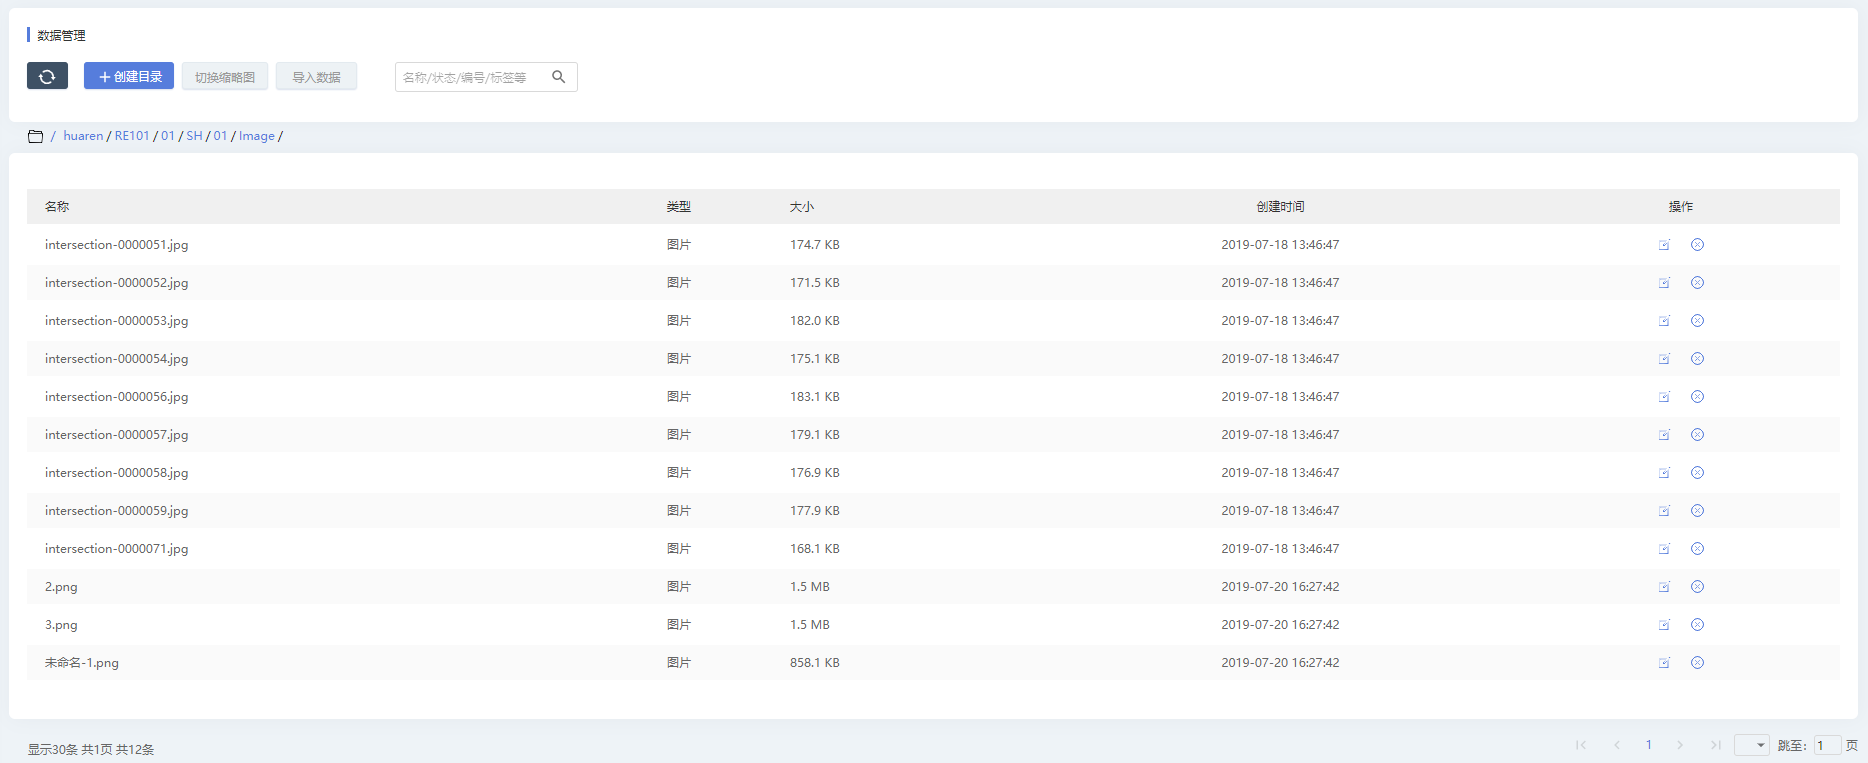 数据管理
创建目录 切换缩略图 导入数据 名称/状态/编号/标签等
/ huaren / RE101 / 01 / SH / 01 / Image /
名称 类型 大小 创建时间 操作
intersection-0000051.jpg 图片 174.7 KB 2019-07-18 13:46:47
intersection-0000052.jpg 图片 171.5 KB 2019-07-18 13:46:47
intersection-0000053.jpg 图片 182.0 KB 2019-07-18 13:46:47
intersection-0000054.jpg 图片 175.1 KB 2019-07-18 13:46:47
intersection-0000056.jpg 图片 183.1 KB 2019-07-18 13:46:47
intersection-0000057.jpg 图片 179.1 KB 2019-07-18 13:46:47
intersection-0000058.jpg 图片 176.9 KB 2019-07-18 13:46:47
intersection-0000059.jpg 图片 177.9 KB 2019-07-18 13:46:47
intersection-0000071.jpg 图片 168.1 KB 2019-07-18 13:46:47
2.png 图片 1.5 MB 2019-07-20 16:27:42
3.png 图片 1.5 MB 2019-07-20 16:27:42
未命名-1.png 图片 858.1 KB 2019-07-20 16:27:42
显示30条 共1页 共12条 1 跳至: 1 页